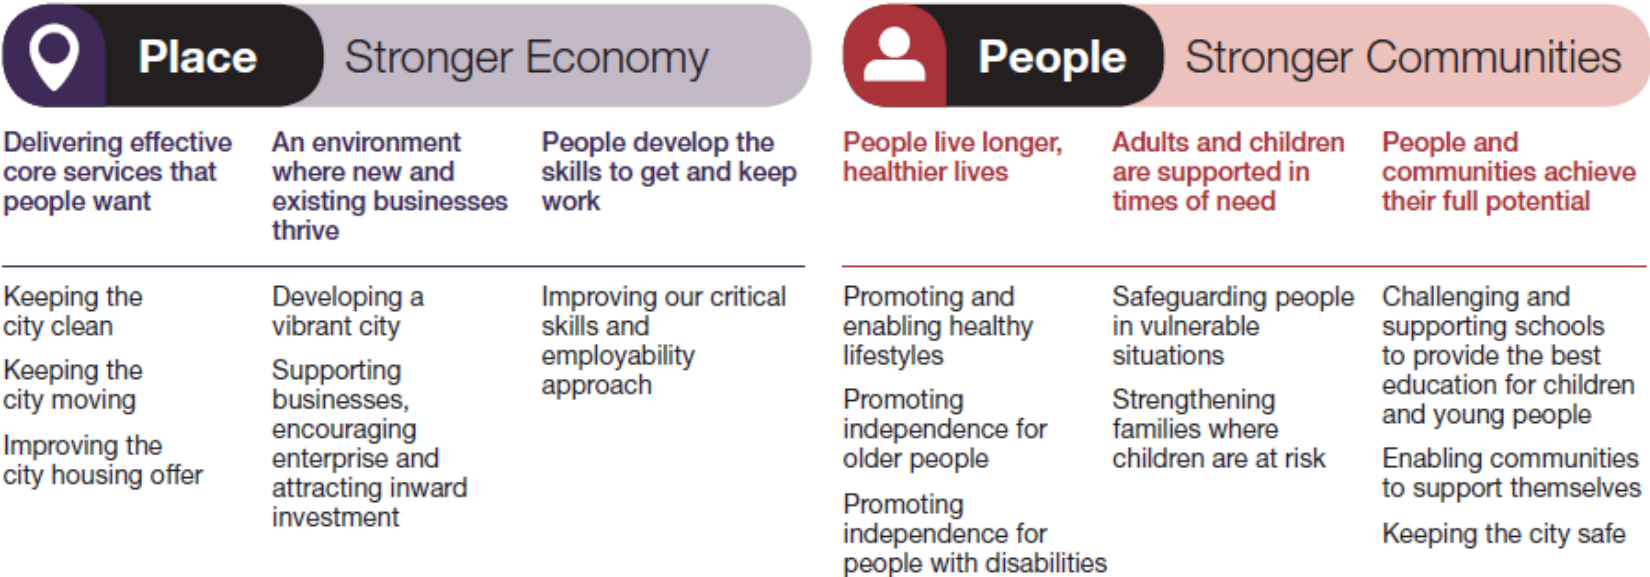 Place
Stronger Economy
Delivering effective
core services that
people want
An environment
where new and
existing businesses
thrive
People develop the
skills to get and keep
work
Keeping the
city clean
Keeping the
city moving
Improving the
city housing offer
Developing a
vibrant city
Supporting
businesses,
encouraging
enterprise and
attracting inward
investment
Improving our critical
skills and
employability
approach
People
Stronger Communities
People live longer,
healthier lives
Adults and children
are supported in
times of need
People and
communities achieve
their full potential
Promoting and
enabling healthy
lifestyles
Promoting
independence for
older people
Promoting
independence for
people with disabilities
Safeguarding people
in vulnerable
situations
Strengthening
families where
children are at risk
Challenging and
supporting schools
to provide the best
education for children
and young people
Enabling communities
to support themselves
Keeping the city safe